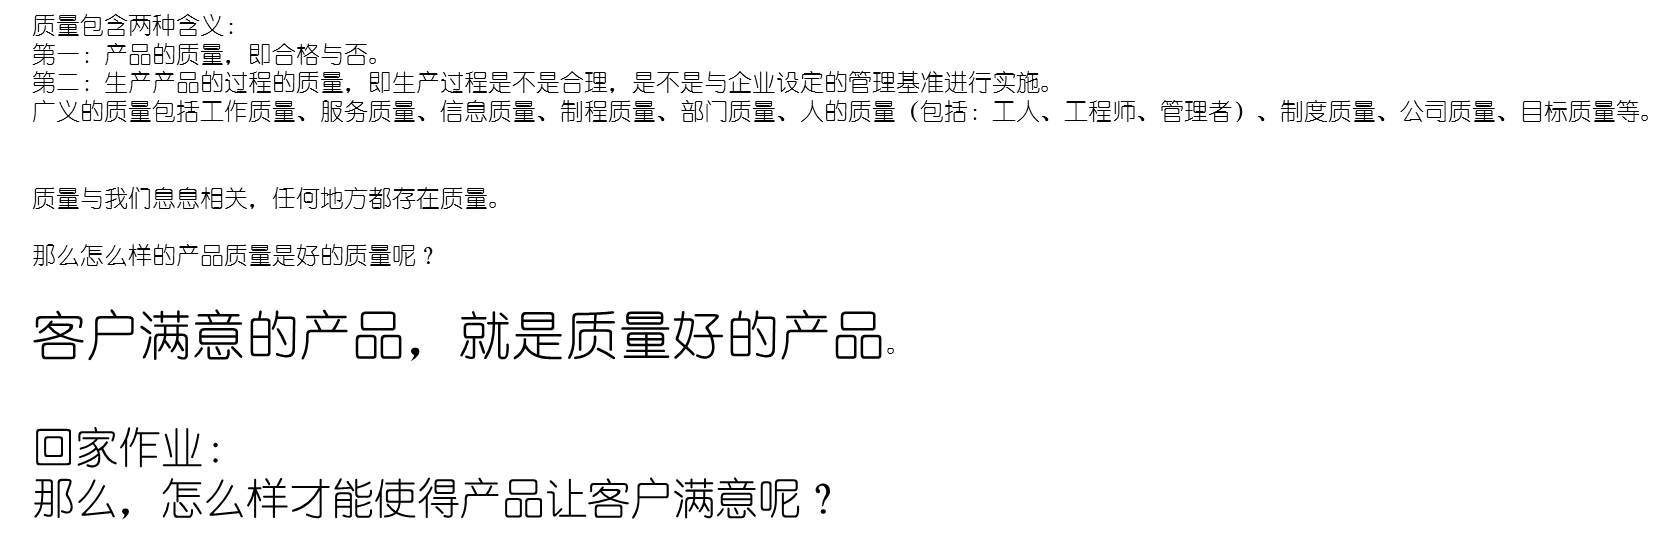 质量包含两种含义：
第一：产品的质量，即合格与否。
第二：生产产品的过程的质量，即生产过程是不是合理，是不是与企业设定的管理基准进行实施。
广义的质量包括工作质量、服务质量、信息质量、制程质量、部门质量、人的质量（包括：工人、工程师、管理者）、制度质量、公司质量、目标质量等。
质量与我们息息相关，任何地方都存在质量。
那么怎么样的产品质量是好的质量呢？
客户满意的产品，就是质量好的产品。
回家作业：
那么，怎么样才能使得产品让客户满意呢？